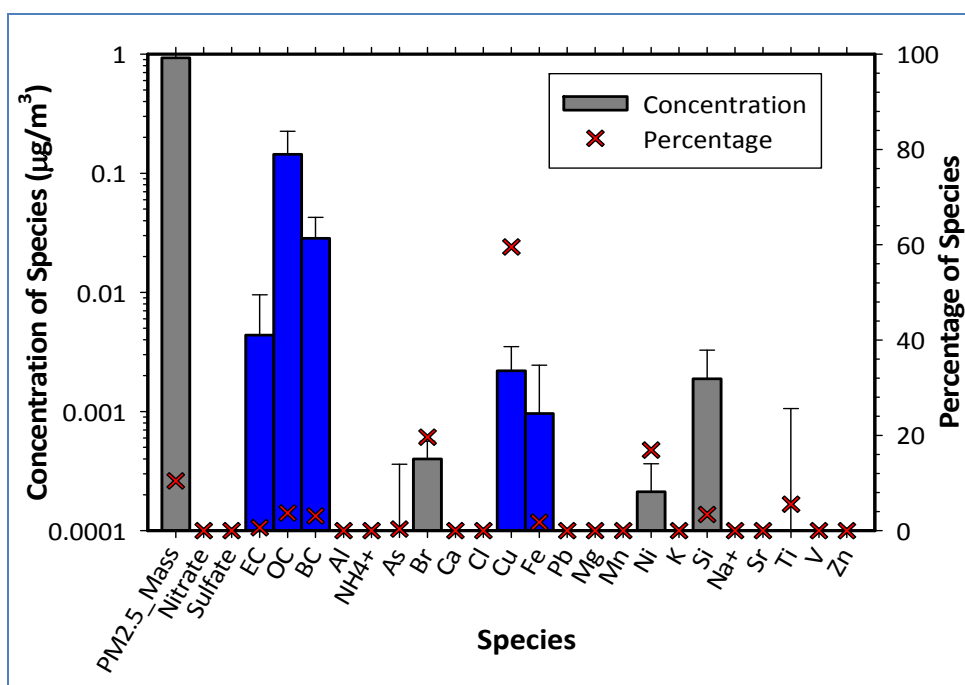 1
0.1
0.01
0.001
0.0001
Concentration of Species (µg/m³)
100
80
60
40
20
0
Percentage of Species
Concentration
Percentage
PM2.5_Mass
Nitrate
Sulfate
EC
OC
BC
Al
NH4+
As
Br
Ca
Cl
Cu
Fe
Pb
Mg
Mn
Ni
K
Si
Na+
Sr
Ti
V
Zn
Species